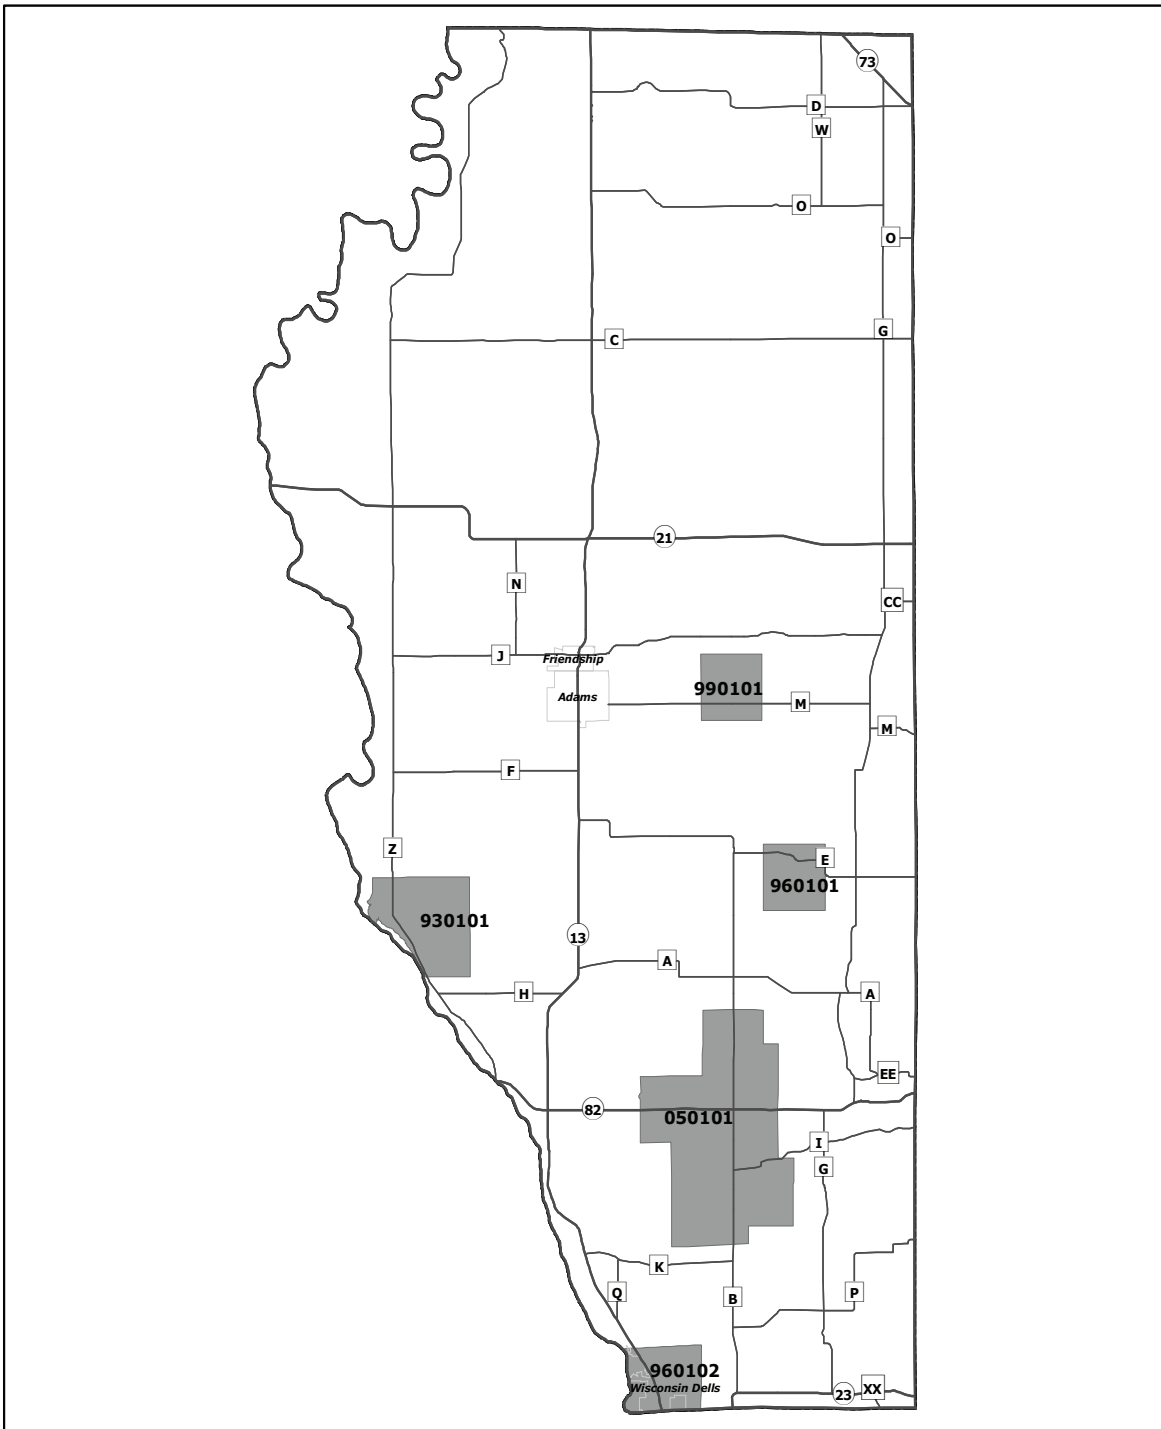 73
D
W
O
O
G
C
21
N
CC
J
Friendship
990101
Adams
M
M
F
Z
E
960101
930101
13
A
H
A
EE
82
050101
I
G
K
Q
B
P
960102
Wisconsin Dells
23
XX